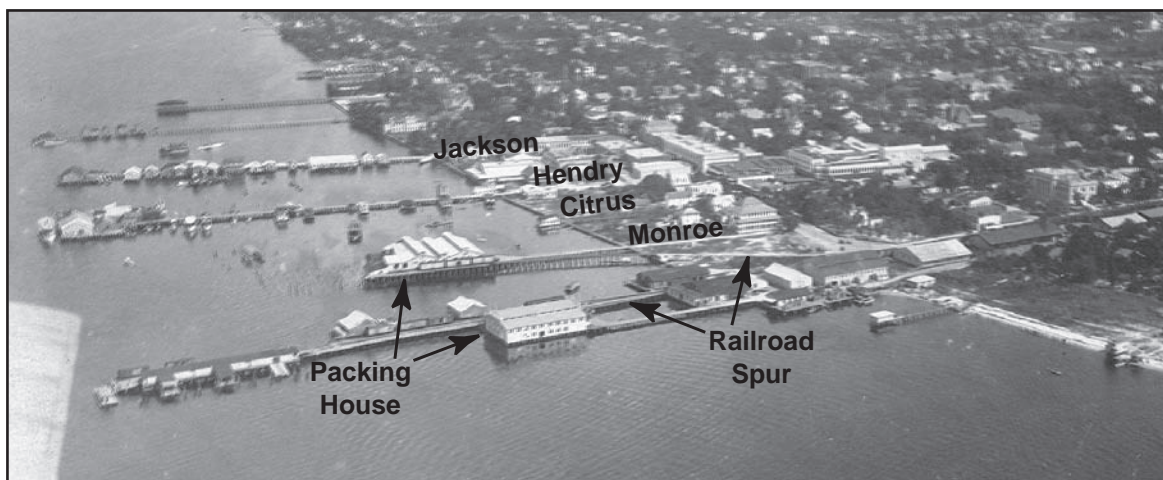 Jackson
Hendry
Citrus
Monroe
Packing
House
Railroad
Spur